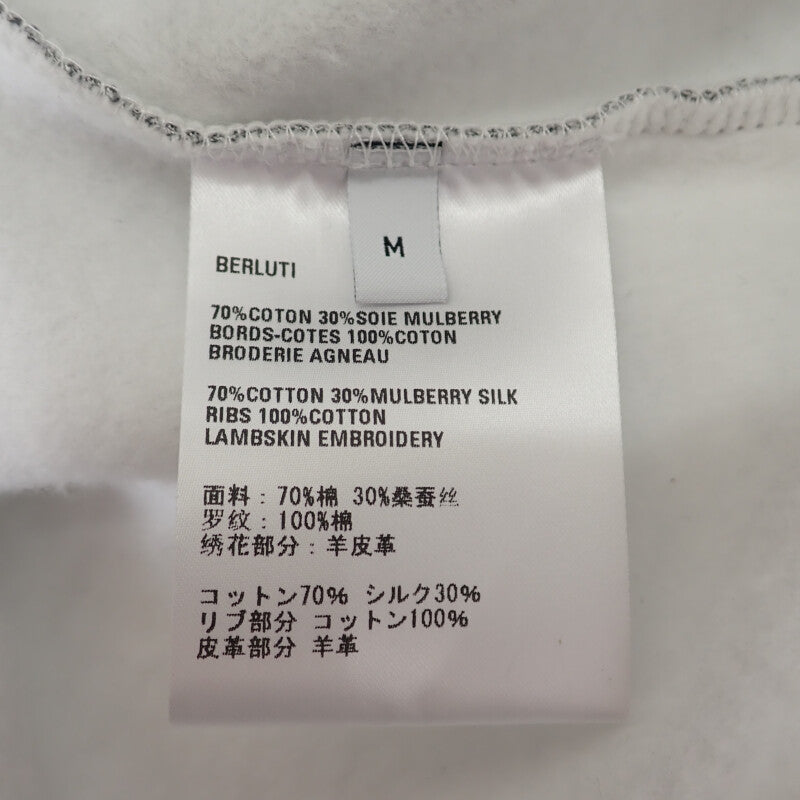 M
BERLUTI
70%COTON 30%SOIE MULBERRY
BORDS-COTES 100%COTON
BRODERIE AGNEAU
70%COTTON 30%MULBERRY SILK
RIBS 100%COTTON
LAMBSKIN EMBROIDERY
面料：70%棉 30%桑蚕丝
罗紋：100%棉
绣花部分：羊皮革
コットン70% シルク30%
リブ部分 コットン100%
皮革部分 羊革